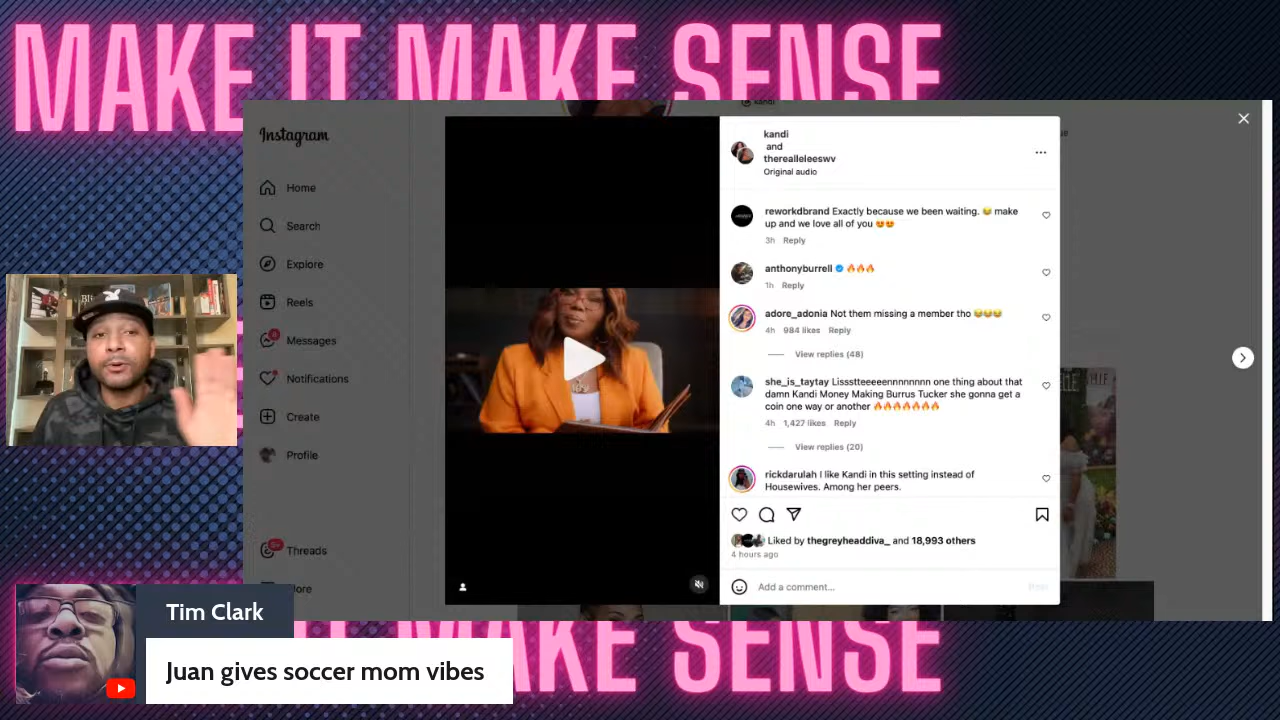 MAKE IT MAKE SENSE
kandi
Instagram
Home
Search
Explore
Reels
8
Messages
Notifications
Create
Profile
5+
Threads
kandi
and
therealleleeswv
Original audio
reworkdbrand Exactly because we been waiting. 😂 make
up and we love all of you 😍😍
3h Reply
anthonyburrell 🔥🔥🔥
1h Reply
adore_adonia Not them missing a member tho 😂😂😂
4h 984 likes Reply
View replies (48)
she_is_taytay Lisssttteeeeennnnnnnn one thing about that
damn Kandi Money Making Burrus Tucker she gonna get a
coin one way or another 🔥🔥🔥🔥🔥🔥🔥
4h 1,427 likes Reply
View replies (20)
rickdarulah I like Kandi in this setting instead of
Housewives. Among her peers.
Liked by thegreyheaddiva_ and 18,993 others
4 hours ago
Add a comment...
Post
Tim Clark
Juan gives soccer mom vibes
IT MAKE SENSE